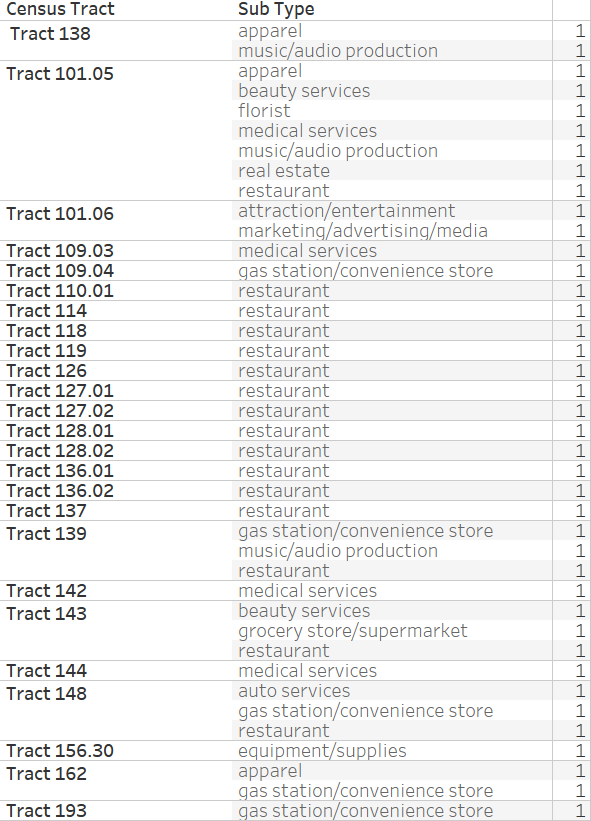 Census Tract Sub Type
Tract 138 apparel 1
music/audio production 1
Tract 101.05 apparel 1
beauty services 1
florist 1
medical services 1
music/audio production 1
real estate 1
restaurant 1
Tract 101.06 attraction/entertainment 1
marketing/advertising/media 1
Tract 109.03 medical services 1
Tract 109.04 gas station/convenience store 1
Tract 110.01 restaurant 1
Tract 114 restaurant 1
Tract 118 restaurant 1
Tract 119 restaurant 1
Tract 126 restaurant 1
Tract 127.01 restaurant 1
Tract 127.02 restaurant 1
Tract 128.01 restaurant 1
Tract 128.02 restaurant 1
Tract 136.01 restaurant 1
Tract 136.02 restaurant 1
Tract 137 restaurant 1
Tract 139 gas station/convenience store 1
music/audio production 1
restaurant 1
Tract 142 medical services 1
Tract 143 beauty services 1
grocery store/supermarket 1
restaurant 1
Tract 144 medical services 1
Tract 148 auto services 1
gas station/convenience store 1
restaurant 1
Tract 156.30 equipment/supplies 1
Tract 162 apparel 1
gas station/convenience store 1
Tract 193 gas station/convenience store 1